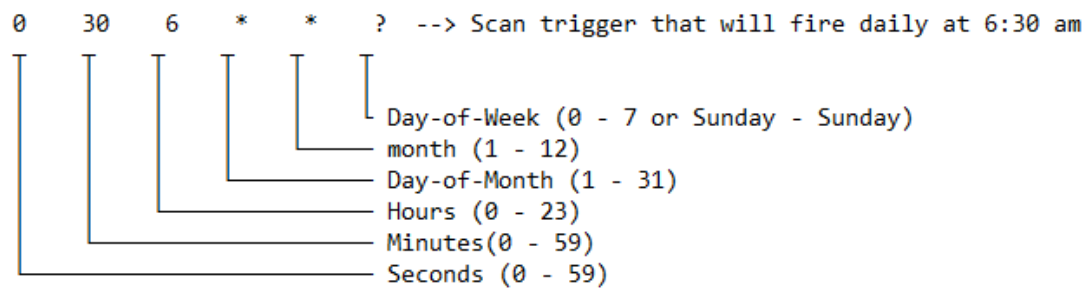 0 30 6 * * ? --> Scan trigger that will fire daily at 6:30 am
Day-of-Week (0 - 7 or Sunday - Sunday)
month (1 - 12)
Day-of-Month (1 - 31)
Hours (0 - 23)
Minutes(0 - 59)
Seconds (0 - 59)